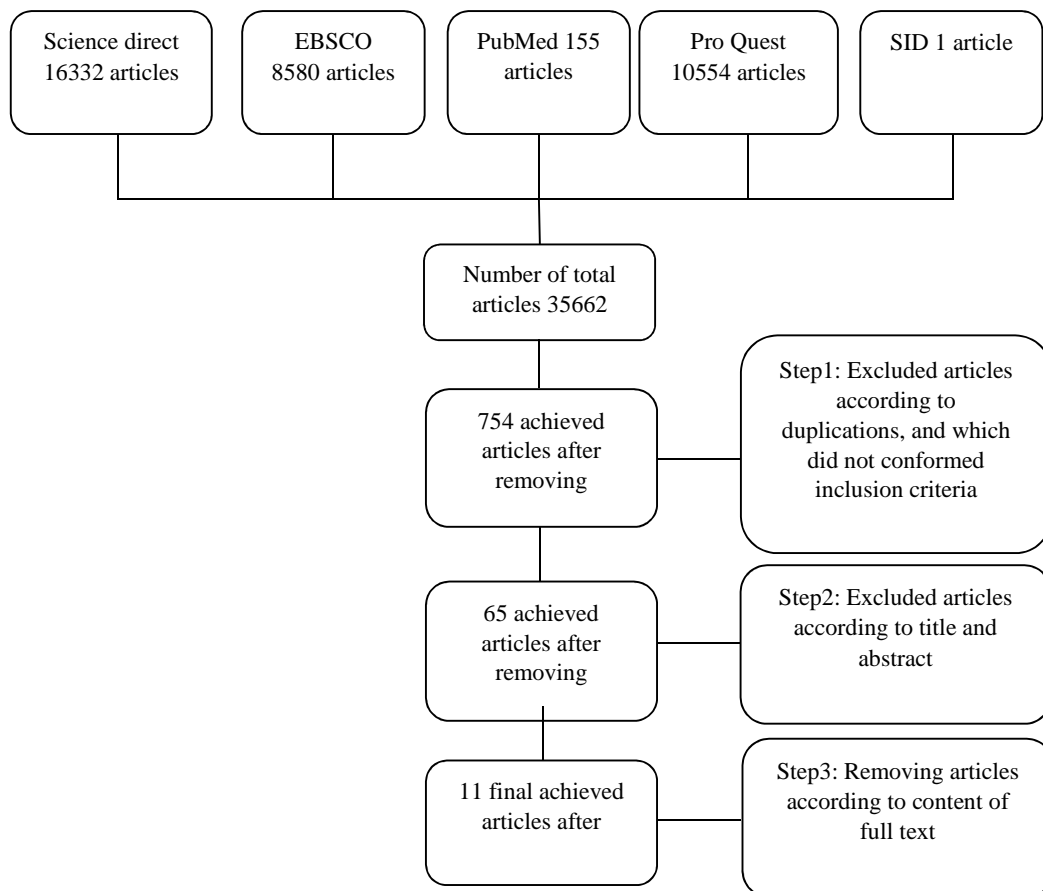 Science direct
16332 articles
EBSCO
8580 articles
PubMed 155
articles
Pro Quest
10554 articles
SID 1 article
Number of total
articles 35662
754 achieved
articles after
removing
Step1: Excluded articles
according to
duplications, and which
did not conformed
inclusion criteria
65 achieved
articles after
removing
Step2: Excluded articles
according to title and
abstract
11 final achieved
articles after
Step3: Removing articles
according to content of
full text